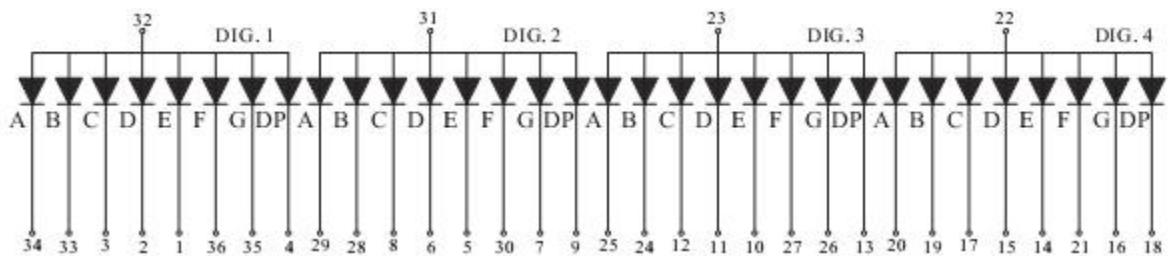 32 31 23 22
DIG. 1 DIG. 2 DIG. 3 DIG. 4
A B C D E F G DP A B C D E F G DP A B C D E F G DP A B C D E F G DP
34 33 3 2 1 36 35 4 29 28 8 6 5 30 7 9 25 24 12 11 10 27 26 13 20 19 17 15 14 21 16 18